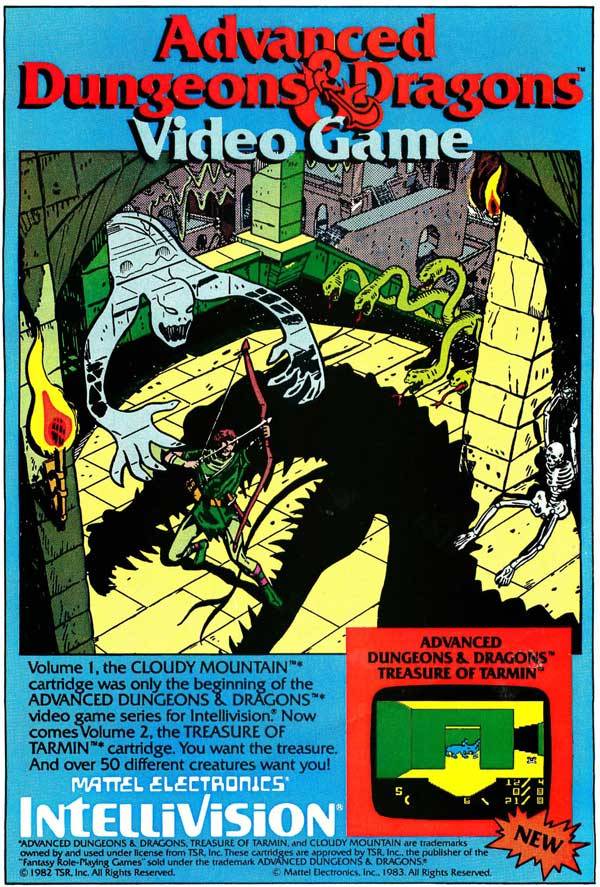 Advanced
Dungeons & Dragons™
Video Game
Volume 1, the CLOUDY MOUNTAIN™*
cartridge was only the beginning of the
ADVANCED DUNGEONS & DRAGONS™*
video game series for Intellivision.® Now
comes Volume 2, the TREASURE OF
TARMIN™* cartridge. You want the treasure.
And over 50 different creatures want you!
MATTEL ELECTRONICS®
INTELLIVISION®
ADVANCED
DUNGEONS & DRAGONS™
TREASURE OF TARMIN™
NEW
*ADVANCED DUNGEONS & DRAGONS, TREASURE OF TARMIN, and CLOUDY MOUNTAIN are trademarks
owned by and used under license from TSR, Inc. These cartridges are approved by TSR, Inc., the publisher of the
"Fantasy Role-Playing Games" sold under the trademark ADVANCED DUNGEONS & DRAGONS.®
© 1982 TSR, Inc. All Rights Reserved.
© Mattel Electronics, Inc., 1983. All Rights Reserved.